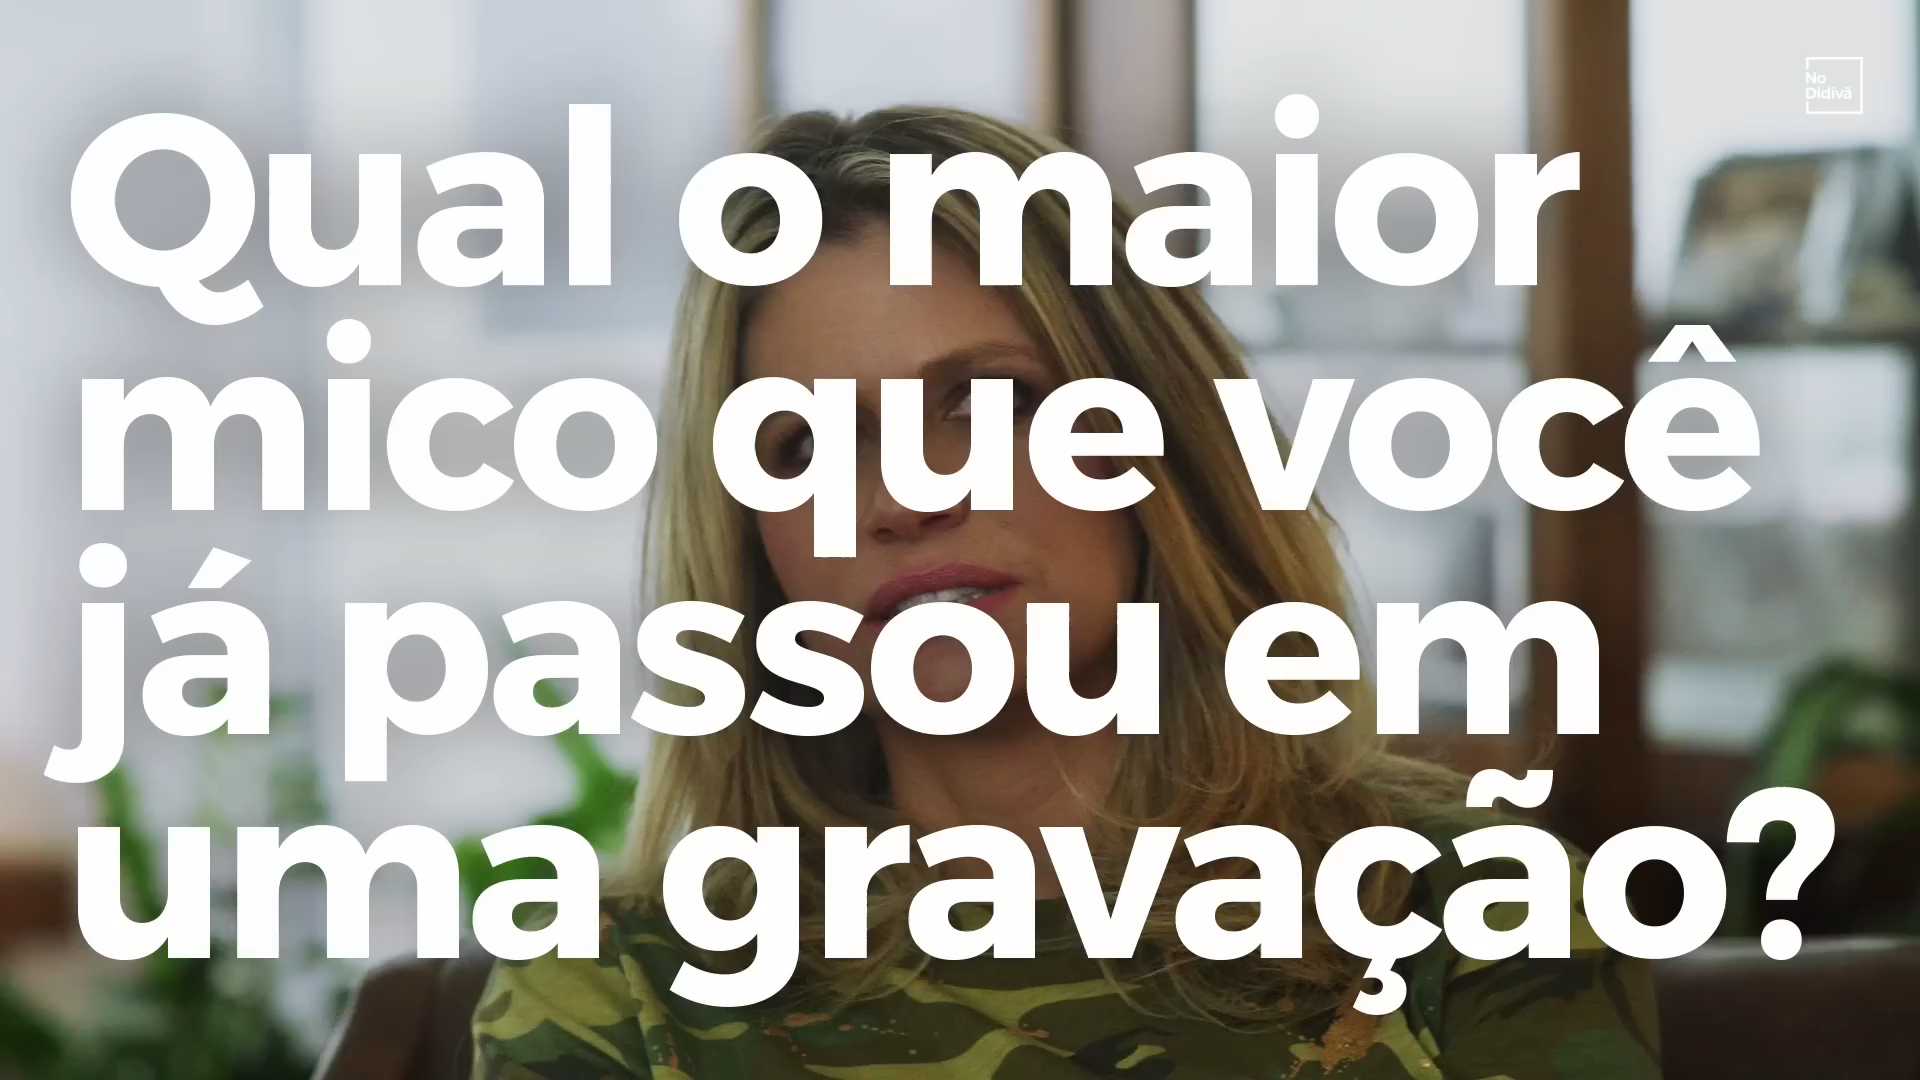 No
Didivã
Qual o maior
mico que você
já passou em
uma gravação?